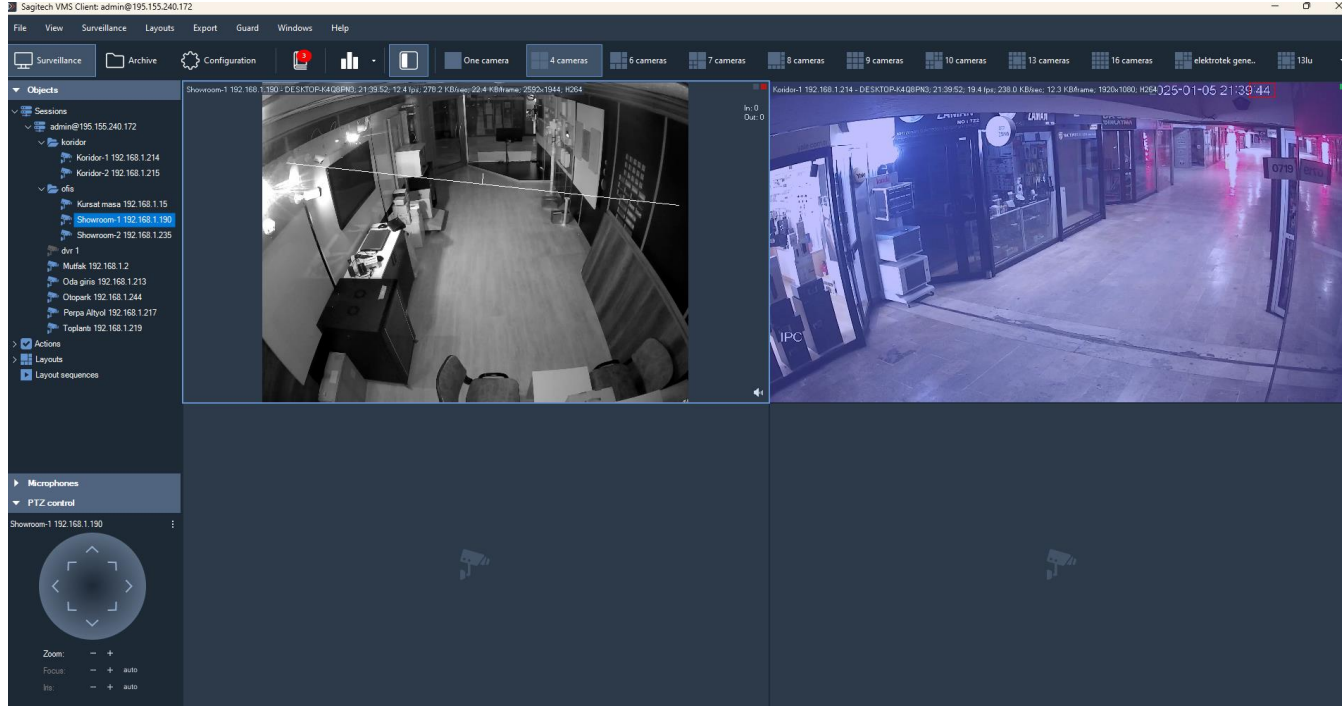 Sagitech VMS Client: admin@195.155.240.172
File View Surveillance Layouts Export Guard Windows Help
Surveillance Archive Configuration 3 One camera 4 cameras 6 cameras 7 cameras 8 cameras 9 cameras 10 cameras 13 cameras 16 cameras elektrotek gene.. 13lu
Objects
Sessions
admin@195.155.240.172
koridor
Koridor-1 192.168.1.214
Koridor-2 192.168.1.215
ofis
Kursat masa 192.168.1.15
Showroom-1 192.168.1.190
Showroom-2 192.168.1.235
dvr 1
Mutfak 192.168.1.2
Oda giris 192.168.1.213
Otopark 192.168.1.244
Perpa Altyol 192.168.1.217
Toplantı 192.168.1.219
Actions
Layouts
Layout sequences
Microphones
PTZ control
Showroom-1 192.168.1.190
Zoom: − +
Focus: − + auto
Iris: − + auto
Showroom-1 192.168.1.190 - DESKTOP-K4Q8PN3; 21:39:52; 12.4 fps; 278.2 KB/sec; 22.4 KB/frame; 2592x1944; H264
In: 0
Out: 0
Koridor-1 192.168.1.214 - DESKTOP-K4Q8PN3; 21:39:52; 19.4 fps; 238.0 KB/sec; 12.3 KB/frame; 1920x1080; H264
025-01-05 21:39:44
0719
IPC